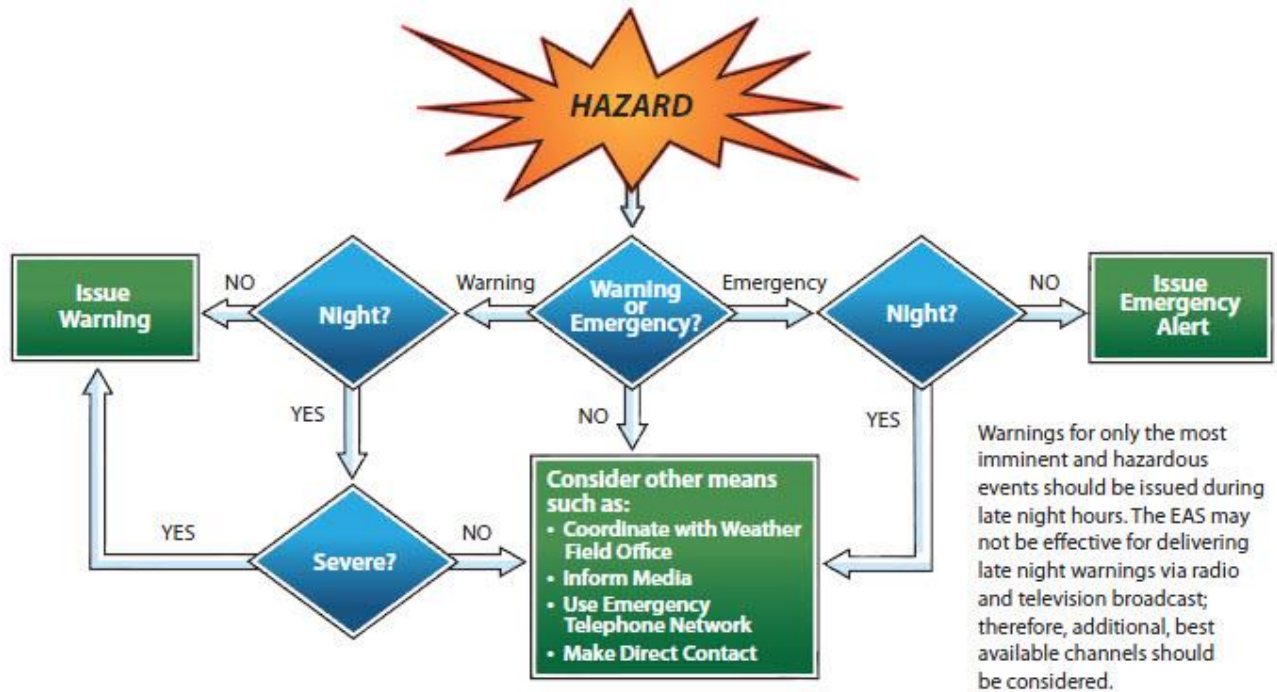 HAZARD
Issue
Warning
NO
Night?
Warning
Warning
or
Emergency?
Emergency
Night?
NO
Issue
Emergency
Alert
YES
NO
YES
YES
Severe?
NO
Consider other means
such as:
• Coordinate with Weather
Field Office
• Inform Media
• Use Emergency
Telephone Network
• Make Direct Contact
Warnings for only the most
imminent and hazardous
events should be issued during
late night hours. The EAS may
not be effective for delivering
late night warnings via radio
and television broadcast;
therefore, additional, best
available channels should
be considered.